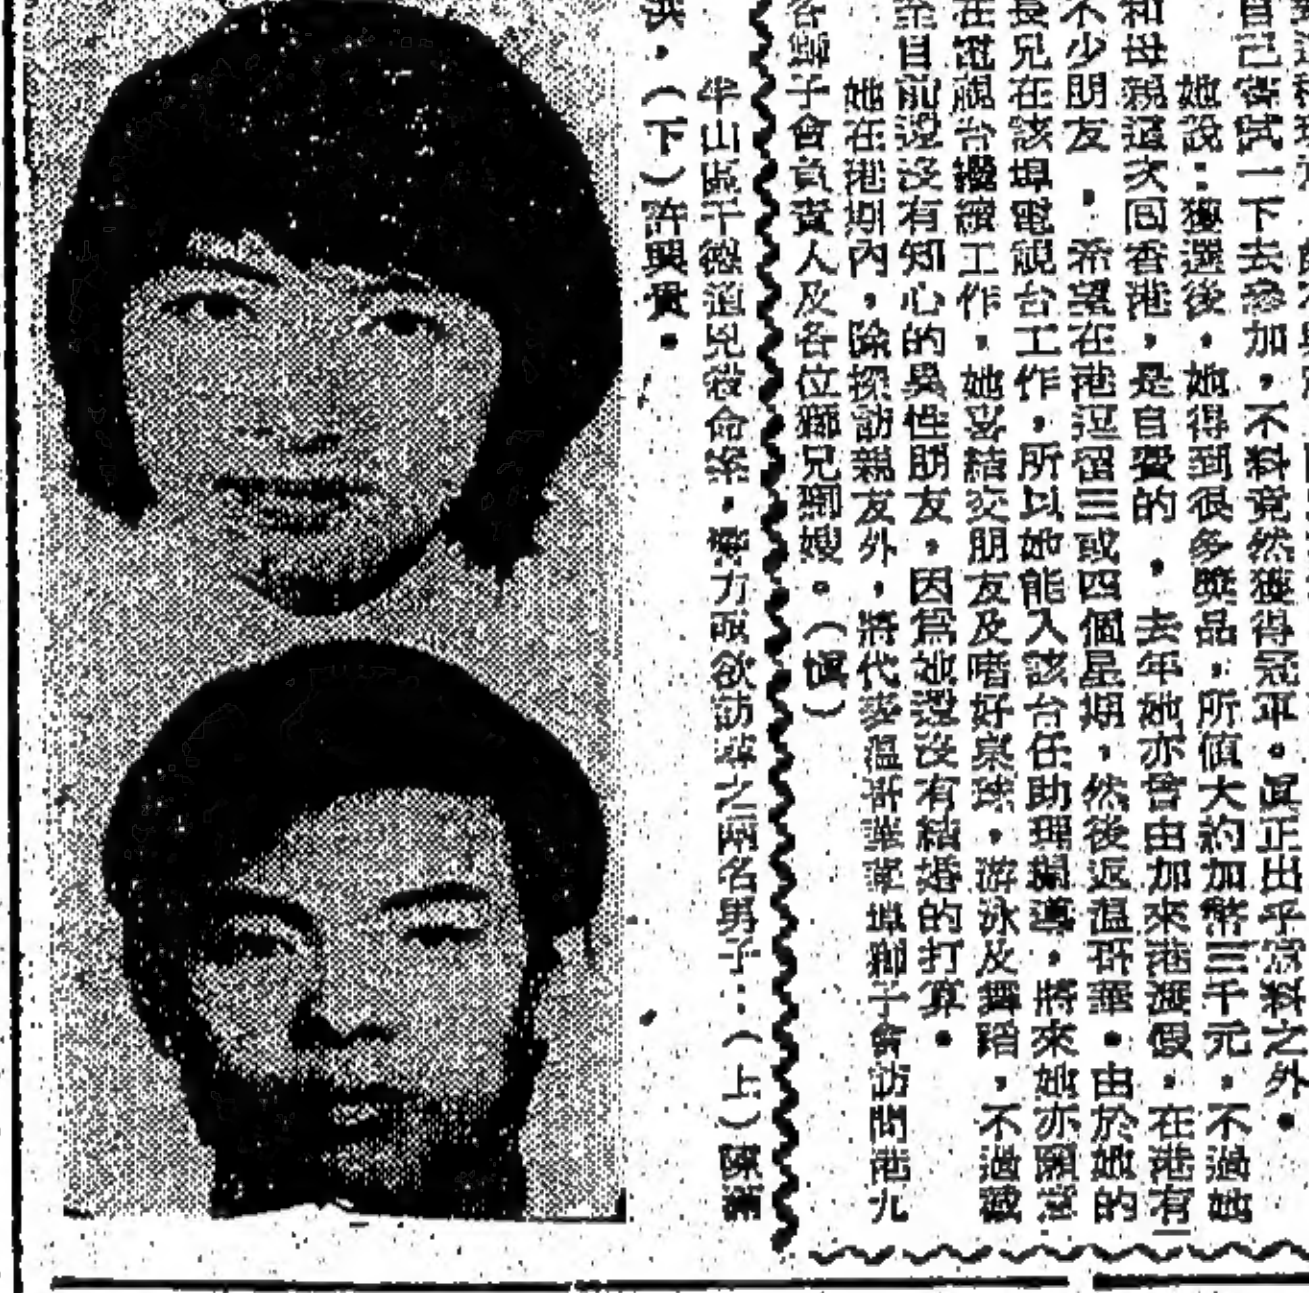 自己嘗試一下去參加,不料竟然獲得冠軍。眞正出乎意料之外。
她說:獲選後,她得到很多獎品,所值大約加幣三千元,不過她
和母親這次回香港,是自費的。去年她亦曾由加來港渡假,在港有
不少朋友。希望在港逗留三或四個星期,然後返溫研華。由於她的
長兄在該埠電視台工作,所以她能入該台任助理編導,將來她亦願意
在電視台繼續工作,她喜結交朋友及嗜好桌球,游泳及舞蹈,不過截
至目前還沒有知心的異性朋友,因爲她還沒有結婚的打算。
她在港期內,除探訪親友外,將代表溫研華華埠獅子會訪問港九
各獅子會負責人及各位獅兄獅嫂。(愼)
半山區干德道兇殺命案,警方亟欲訪尋之兩名男子:(上)陳滿
洪,(下)許興貴。